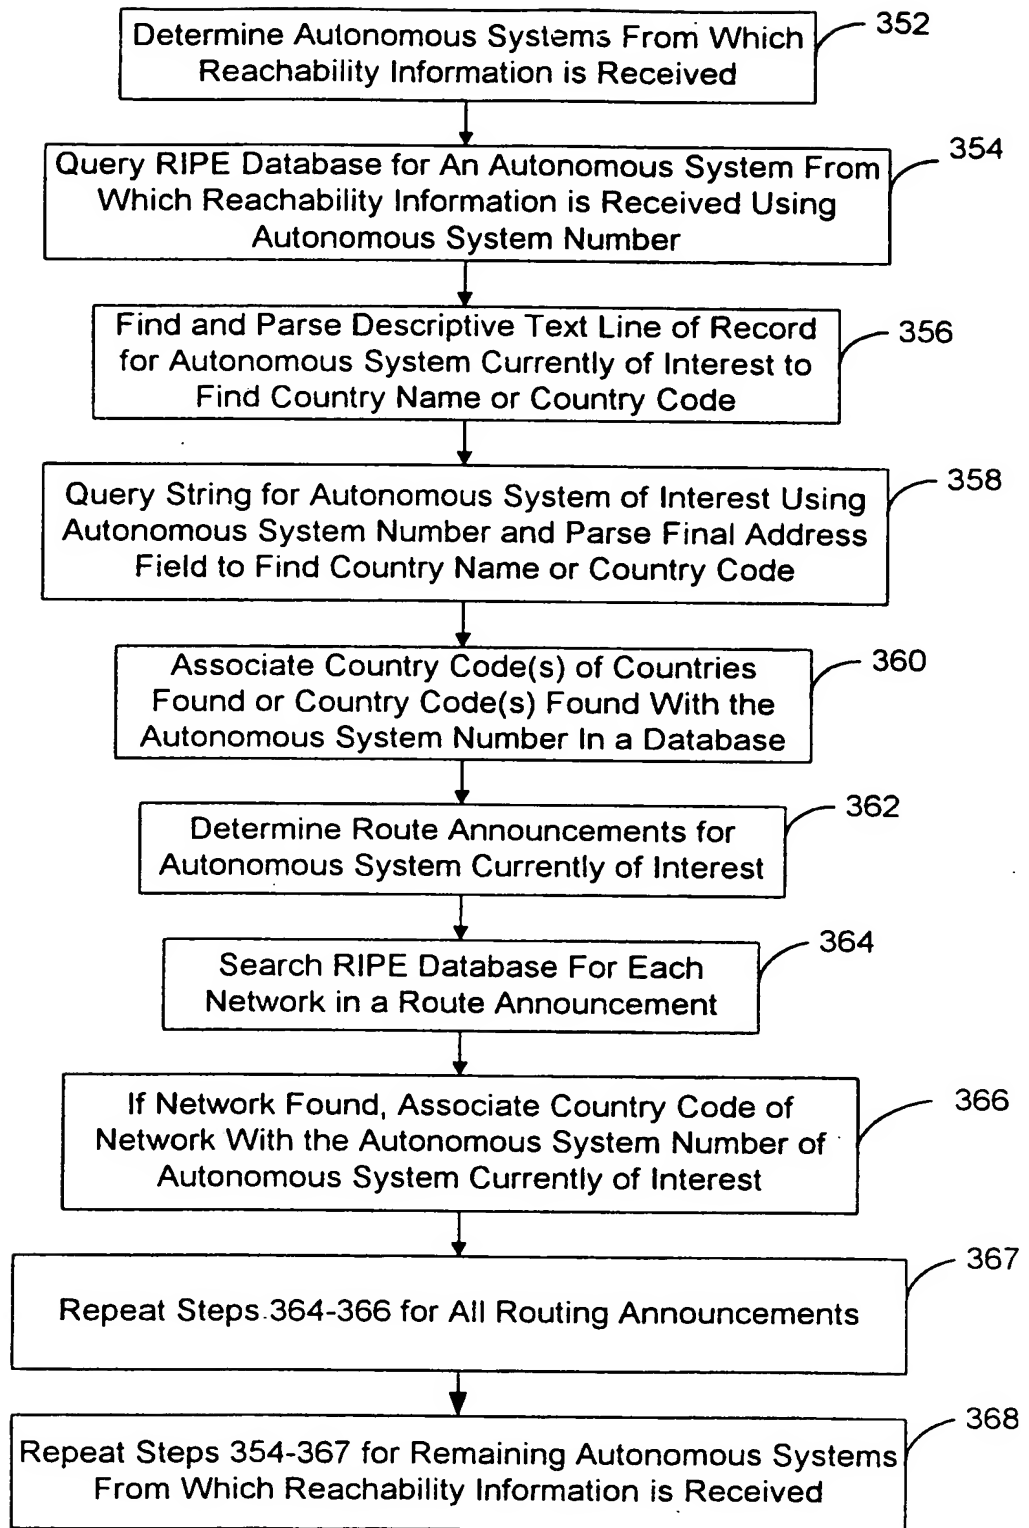 Determine Autonomous Systems From Which
Reachability Information is Received
352
Query RIPE Database for An Autonomous System From
Which Reachability Information is Received Using
Autonomous System Number
354
Find and Parse Descriptive Text Line of Record
for Autonomous System Currently of Interest to
Find Country Name or Country Code
356
Query String for Autonomous System of Interest Using
Autonomous System Number and Parse Final Address
Field to Find Country Name or Country Code
358
Associate Country Code(s) of Countries
Found or Country Code(s) Found With the
Autonomous System Number In a Database
360
Determine Route Announcements for
Autonomous System Currently of Interest
362
Search RIPE Database For Each
Network in a Route Announcement
364
If Network Found, Associate Country Code of
Network With the Autonomous System Number of
Autonomous System Currently of Interest
366
Repeat Steps 364-366 for All Routing Announcements
367
Repeat Steps 354-367 for Remaining Autonomous Systems
From Which Reachability Information is Received
368